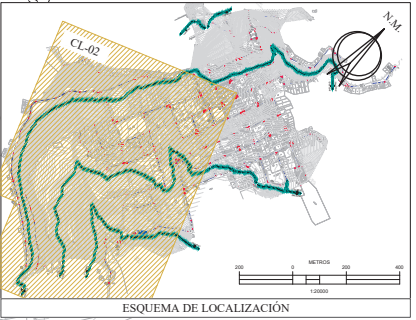 CL-02
N.M.
METROS
200 0 200 400
1:20000
ESQUEMA DE LOCALIZACIÓN